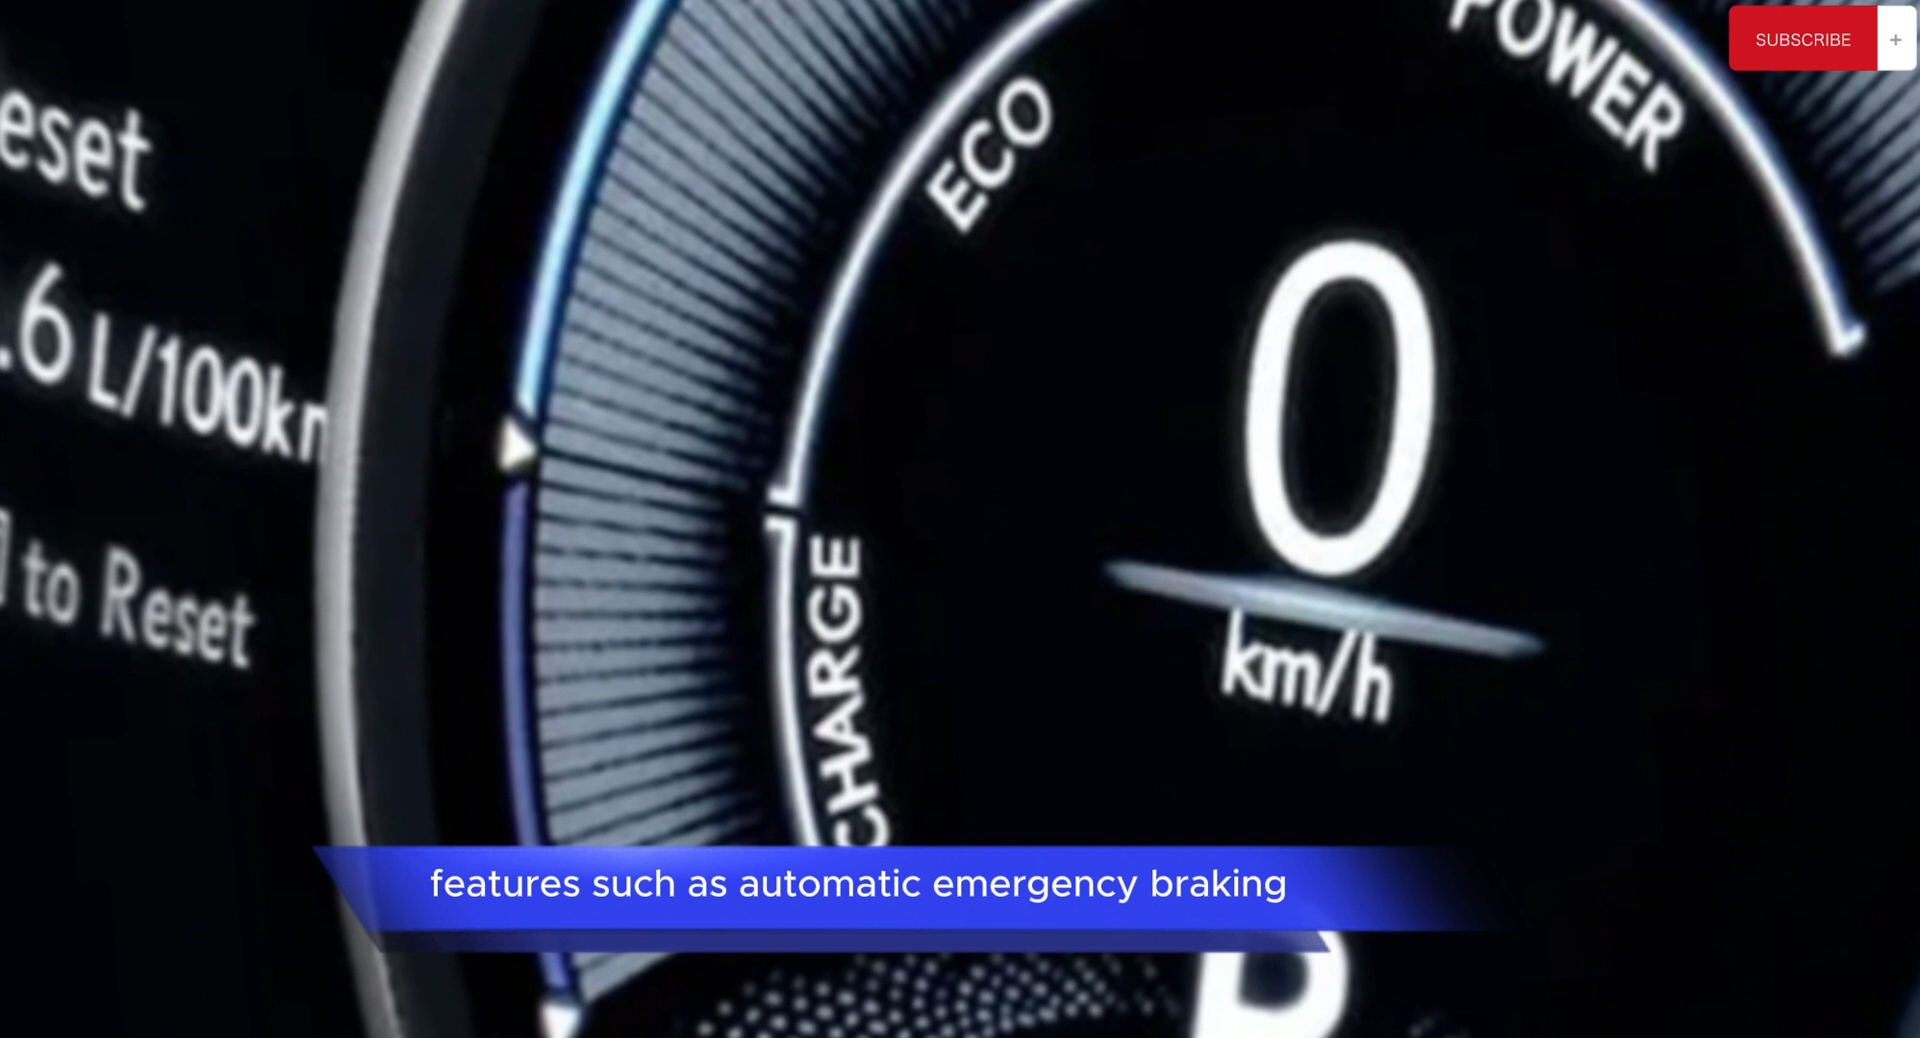 SUBSCRIBE +
POWER
ECO
eset
0
.6 L/100k
km/h
to Reset
CHARGE
features such as automatic emergency braking
P